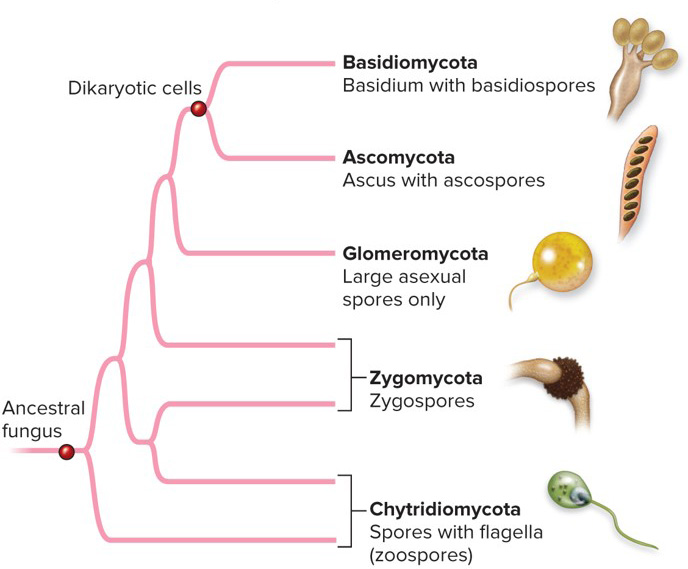 Basidiomycota
Dikaryotic cells
Basidium with basidiospores
Ascomycota
Ascus with ascospores
Glomeromycota
Large asexual
spores only
Zygomycota
Zygospores
Ancestral
fungus
Chytridiomycota
Spores with flagella
(zoospores)